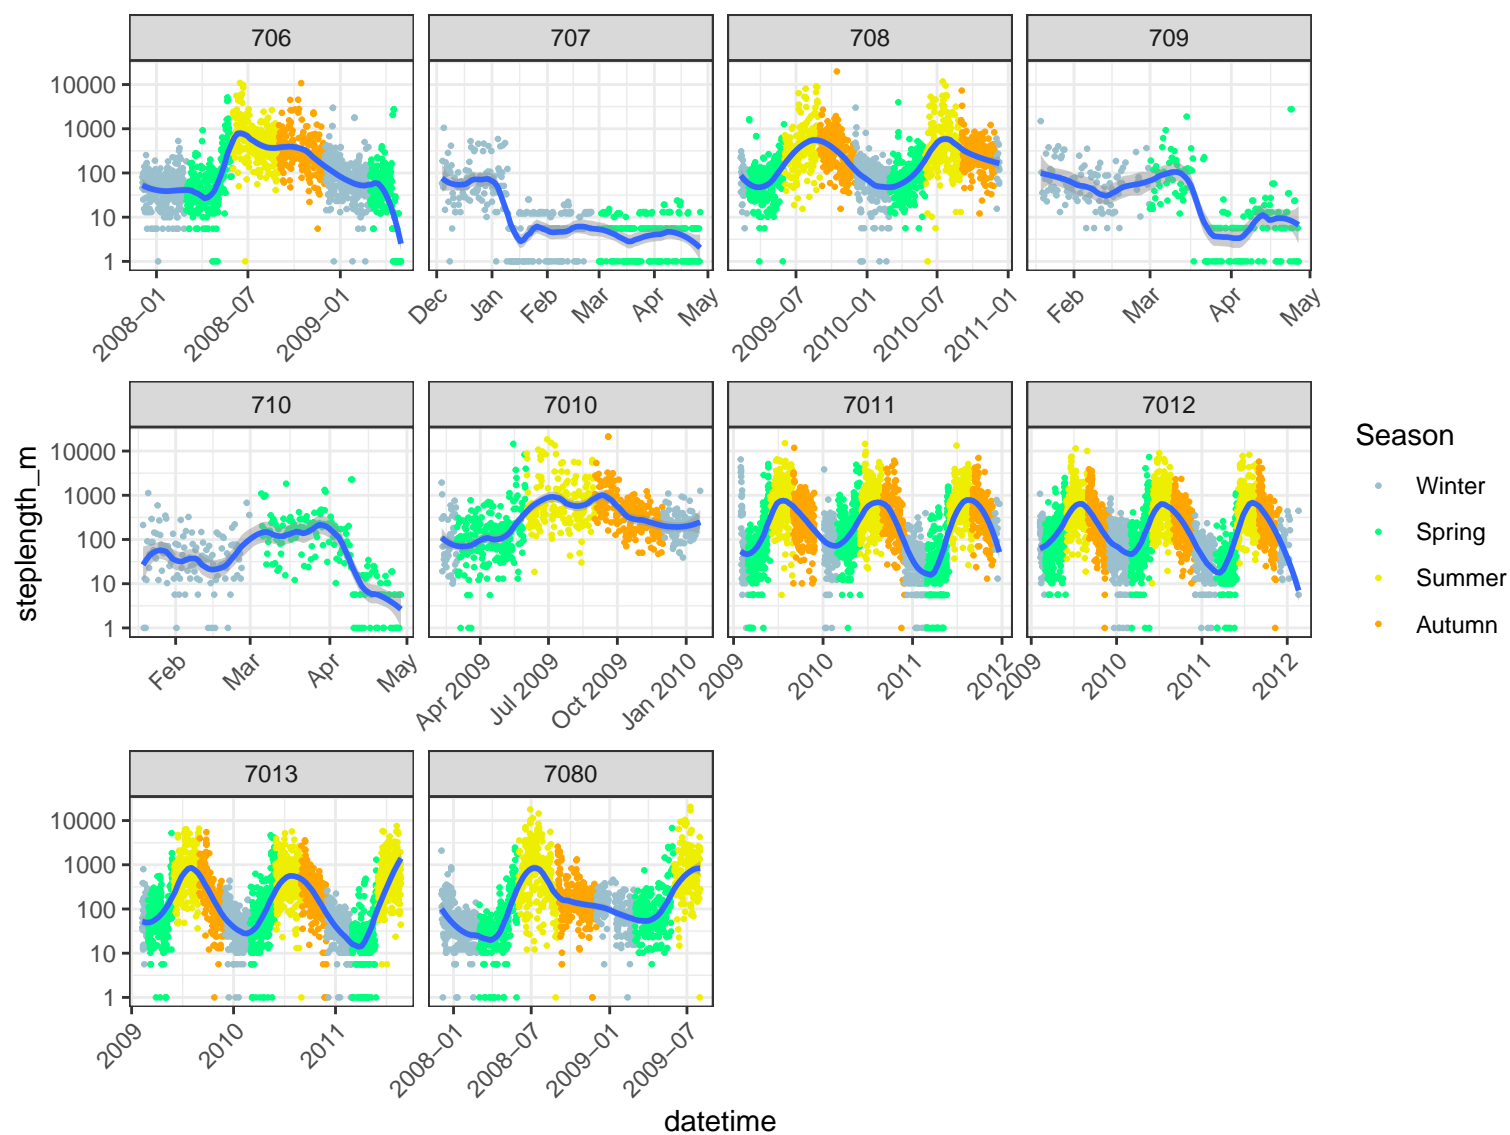 706 707 708 709
10000
1000
100
10
1
2008−01 2008−07 2009−01 Dec Jan Feb Mar Apr May 2009−07 2010−01 2010−07 2011−01 Feb Mar Apr May
710 7010 7011 7012
10000
1000
100
10
1
Feb Mar Apr May Apr 2009 Jul 2009 Oct 2009 Jan 2010 2009 2010 2011 2012 2009 2010 2011 2012
7013 7080
10000
1000
100
10
1
2009 2010 2011 2008−01 2008−07 2009−01 2009−07
datetime
steplength_m
Season
Winter
Spring
Summer
Autumn